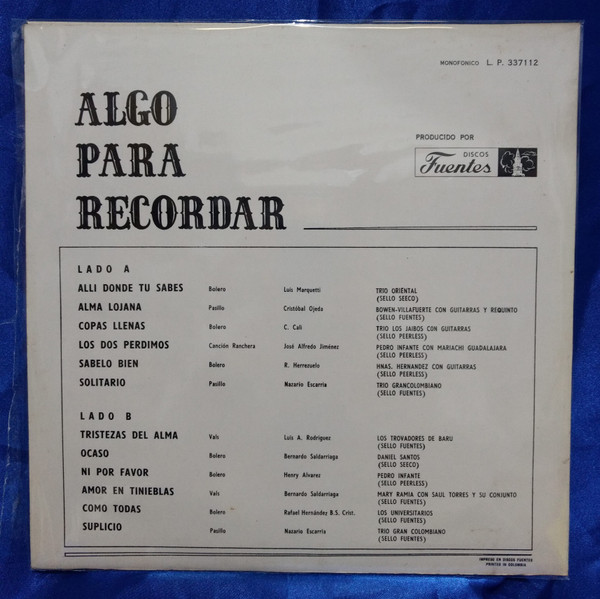 MONOFONICO L. P. 337112
ALGO
PARA
RECORDAR
PRODUCIDO POR
DISCOS
Fuentes
LADO A
ALLI DONDE TU SABES Bolero Luis Marquetti TRIO ORIENTAL
(SELLO SEECO)
ALMA LOJANA Pasillo Cristóbal Ojeda BOWEN-VILLAFUERTE CON GUITARRAS Y REQUINTO
(SELLO FUENTES)
COPAS LLENAS Bolero C. Cali TRIO LOS JAIBOS CON GUITARRAS
(SELLO PEERLESS)
LOS DOS PERDIMOS Canción Ranchera José Alfredo Jiménez PEDRO INFANTE CON MARIACHI GUADALAJARA
(SELLO PEERLESS)
SABELO BIEN Bolero R. Herrezuelo HNAS. HERNANDEZ CON GUITARRAS
(SELLO PEERLESS)
SOLITARIO Pasillo Nazario Escarria TRIO GRANCOLOMBIANO
(SELLO FUENTES)
LADO B
TRISTEZAS DEL ALMA Vals Luis A. Rodriguez LOS TROVADORES DE BARU
(SELLO FUENTES)
OCASO Bolero Bernardo Saldarriaga DANIEL SANTOS
(SELLO SEECO)
NI POR FAVOR Bolero Henry Alvarez PEDRO INFANTE
(SELLO PEERLESS)
AMOR EN TINIEBLAS Vals Bernardo Saldarriaga MARY RAMIA CON SAUL TORRES Y SU CONJUNTO
(SELLO FUENTES)
COMO TODAS Bolero Rafael Hernández B.S. Crist. LOS UNIVERSITARIOS
(SELLO FUENTES)
SUPLICIO Pasillo Nazario Escarria TRIO GRAN COLOMBIANO
(SELLO FUENTES)
IMPRESO EN DISCOS FUENTES
PRINTED IN COLOMBIA